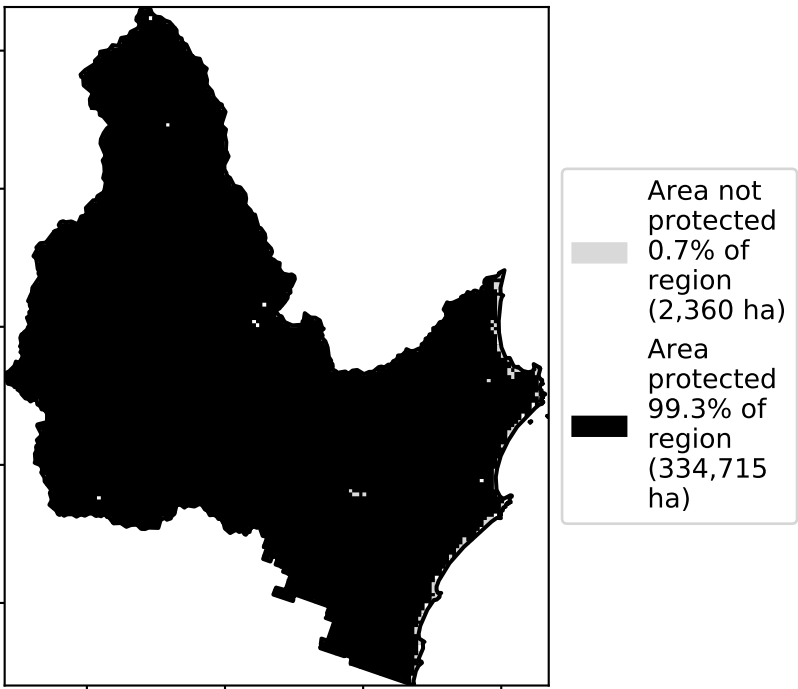 Area not
protected
0.7% of
region
(2,360 ha)
Area
protected
99.3% of
region
(334,715
ha)